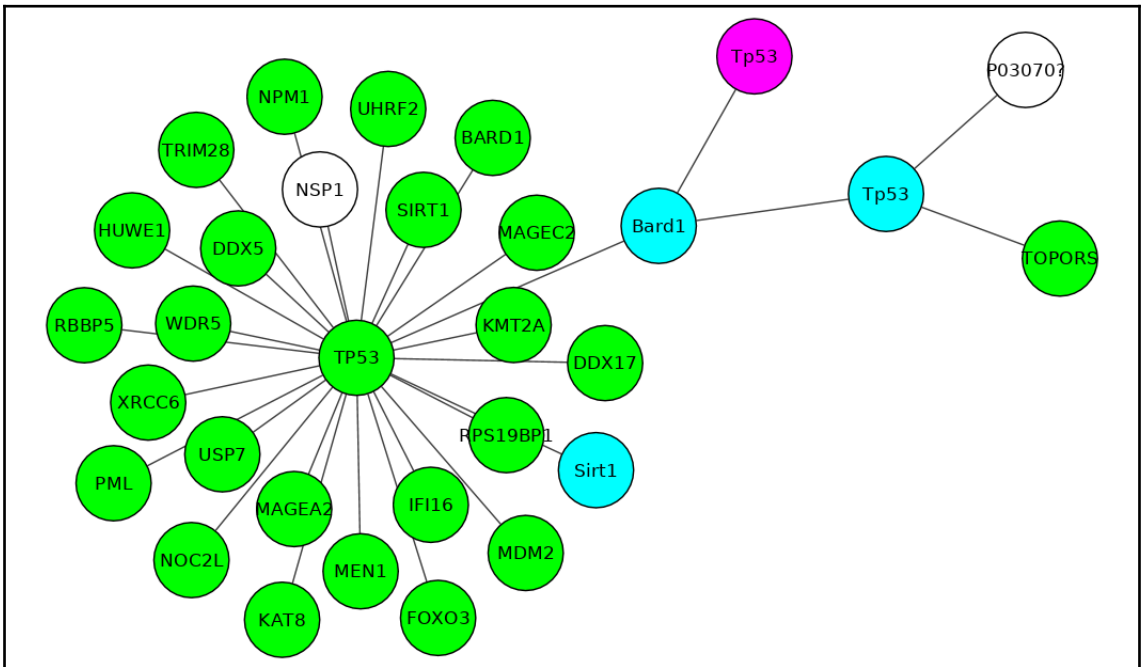 Tp53
P03070?
NPM1
UHRF2
BARD1
TRIM28
NSP1
SIRT1
Tp53
HUWE1
DDX5
MAGEC2
Bard1
TOPORS
RBBP5
WDR5
KMT2A
TP53
DDX17
XRCC6
RPS19BP1
USP7
Sirt1
PML
MAGEA2
IFI16
NOC2L
MEN1
MDM2
KAT8
FOXO3